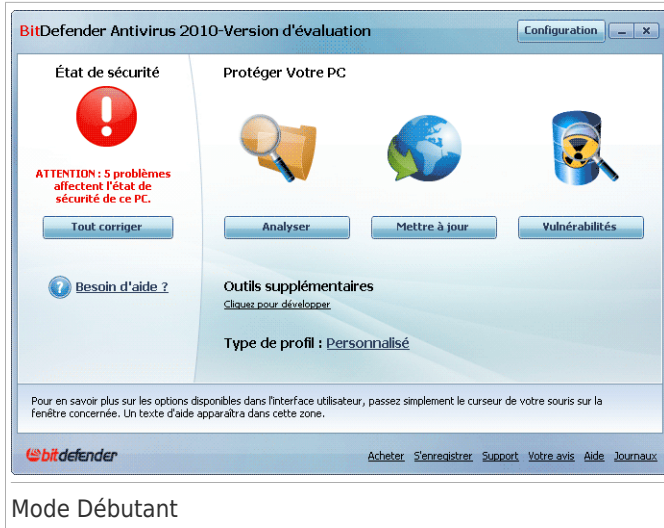 BitDefender Antivirus 2010-Version d'évaluation
Configuration
État de sécurité
ATTENTION : 5 problèmes
affectent l'état de
sécurité de ce PC.
Tout corriger
Besoin d'aide ?
Protéger Votre PC
Analyser
Mettre à jour
Vulnérabilités
Outils supplémentaires
Cliquez pour développer
Type de profil : Personnalisé
Pour en savoir plus sur les options disponibles dans l'interface utilisateur, passez simplement le curseur de votre souris sur la
fenêtre concernée. Un texte d'aide apparaîtra dans cette zone.
bitdefender
Acheter S'enregistrer Support Votre avis Aide Journaux
Mode Débutant